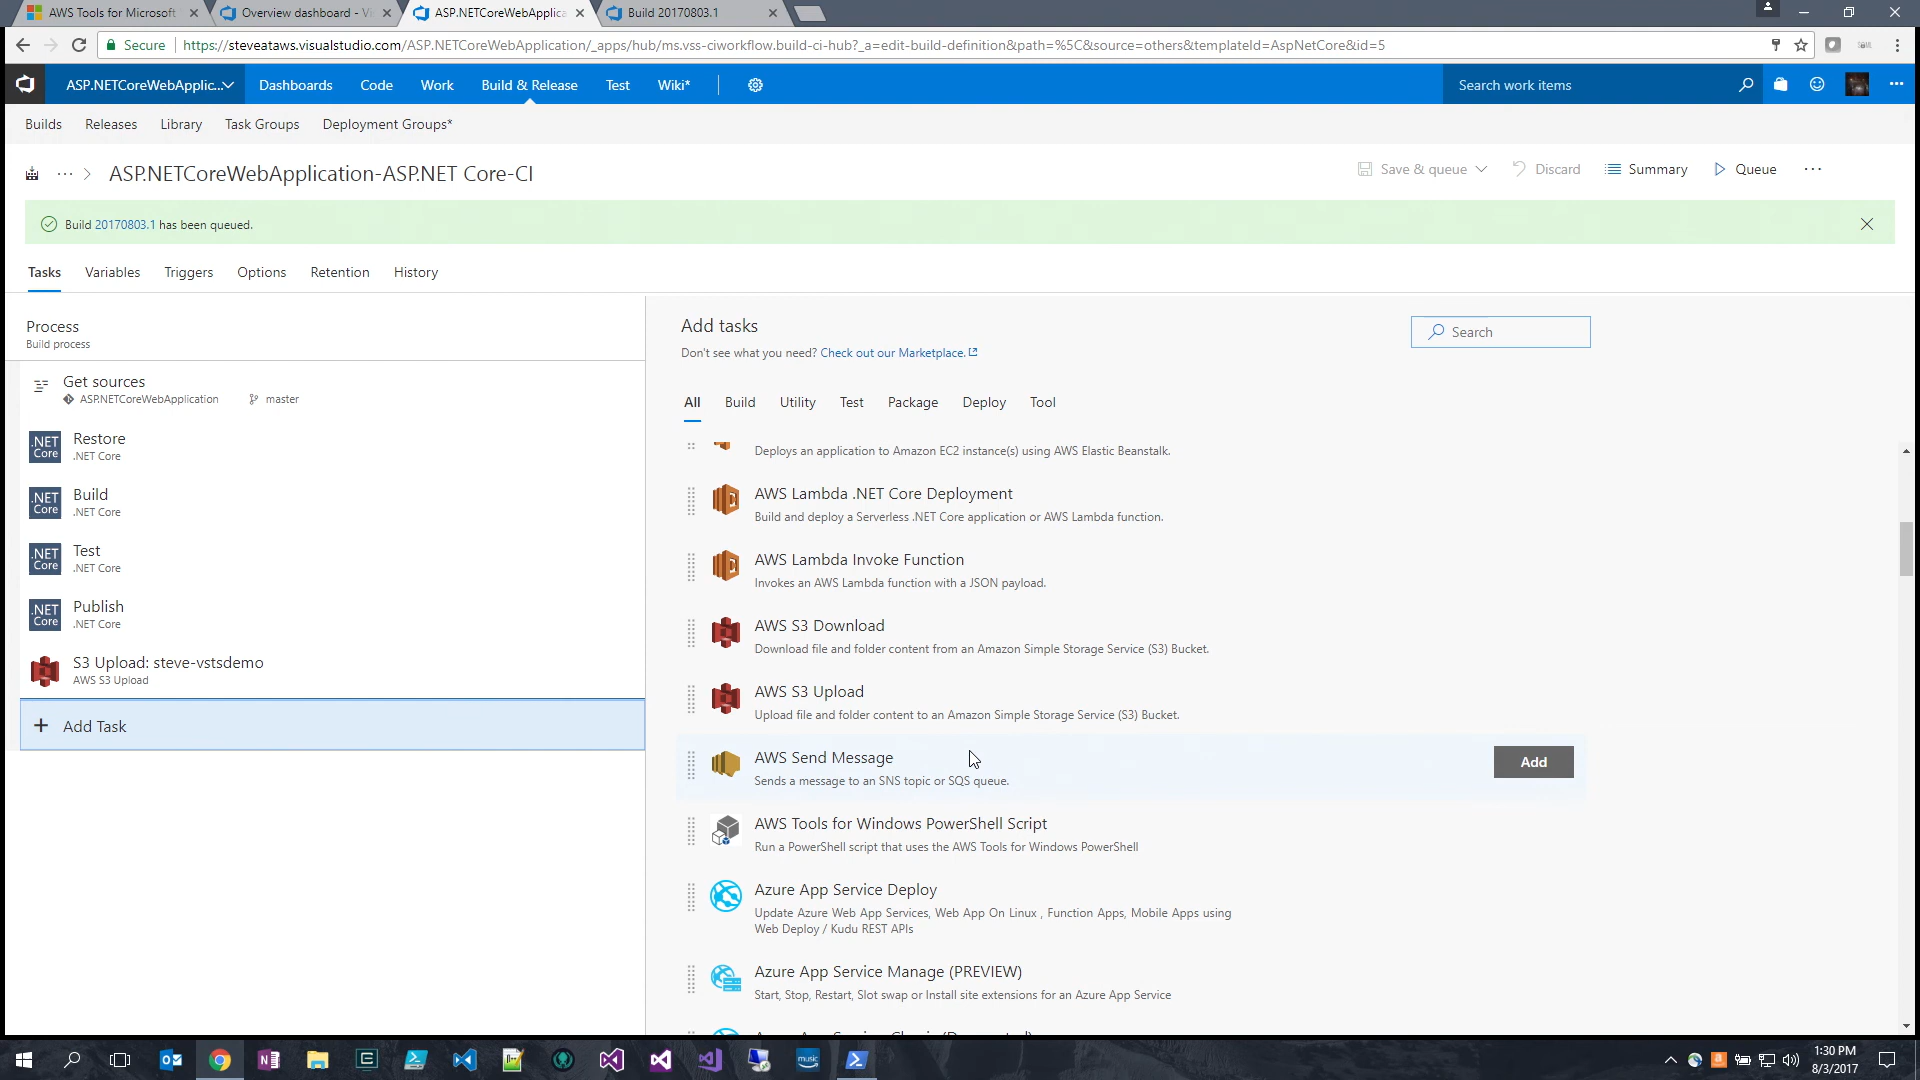 AWS Tools for Microsoft
Overview dashboard - Vi
ASP.NETCoreWebApplica
Build 20170803.1
Secure
https://steveataws.visualstudio.com/ASP.NETCoreWebApplication/_apps/hub/ms.vss-ciworkflow.build-ci-hub?_a=edit-build-definition&path=%5C&source=others&templateId=AspNetCore&id=5
ASP.NETCoreWebApplic...
Dashboards
Code
Work
Build & Release
Test
Wiki*
Search work items
Builds
Releases
Library
Task Groups
Deployment Groups*
ASP.NETCoreWebApplication-ASP.NET Core-CI
Save & queue
Discard
Summary
Queue
Build 20170803.1 has been queued.
Tasks
Variables
Triggers
Options
Retention
History
Process
Build process
Get sources
ASP.NETCoreWebApplication
master
.NET Core
Restore
.NET Core
.NET Core
Build
.NET Core
.NET Core
Test
.NET Core
.NET Core
Publish
.NET Core
S3 Upload: steve-vstsdemo
AWS S3 Upload
+ Add Task
Add tasks
Search
Don't see what you need? Check out our Marketplace.
All
Build
Utility
Test
Package
Deploy
Tool
Deploys an application to Amazon EC2 instance(s) using AWS Elastic Beanstalk.
AWS Lambda .NET Core Deployment
Build and deploy a Serverless .NET Core application or AWS Lambda function.
AWS Lambda Invoke Function
Invokes an AWS Lambda function with a JSON payload.
AWS S3 Download
Download file and folder content from an Amazon Simple Storage Service (S3) Bucket.
AWS S3 Upload
Upload file and folder content to an Amazon Simple Storage Service (S3) Bucket.
AWS Send Message
Sends a message to an SNS topic or SQS queue.
Add
AWS Tools for Windows PowerShell Script
Run a PowerShell script that uses the AWS Tools for Windows PowerShell
Azure App Service Deploy
Update Azure Web App Services, Web App On Linux , Function Apps, Mobile Apps using
Web Deploy / Kudu REST APIs
Azure App Service Manage (PREVIEW)
Start, Stop, Restart, Slot swap or Install site extensions for an Azure App Service
music
1:30 PM
8/3/2017